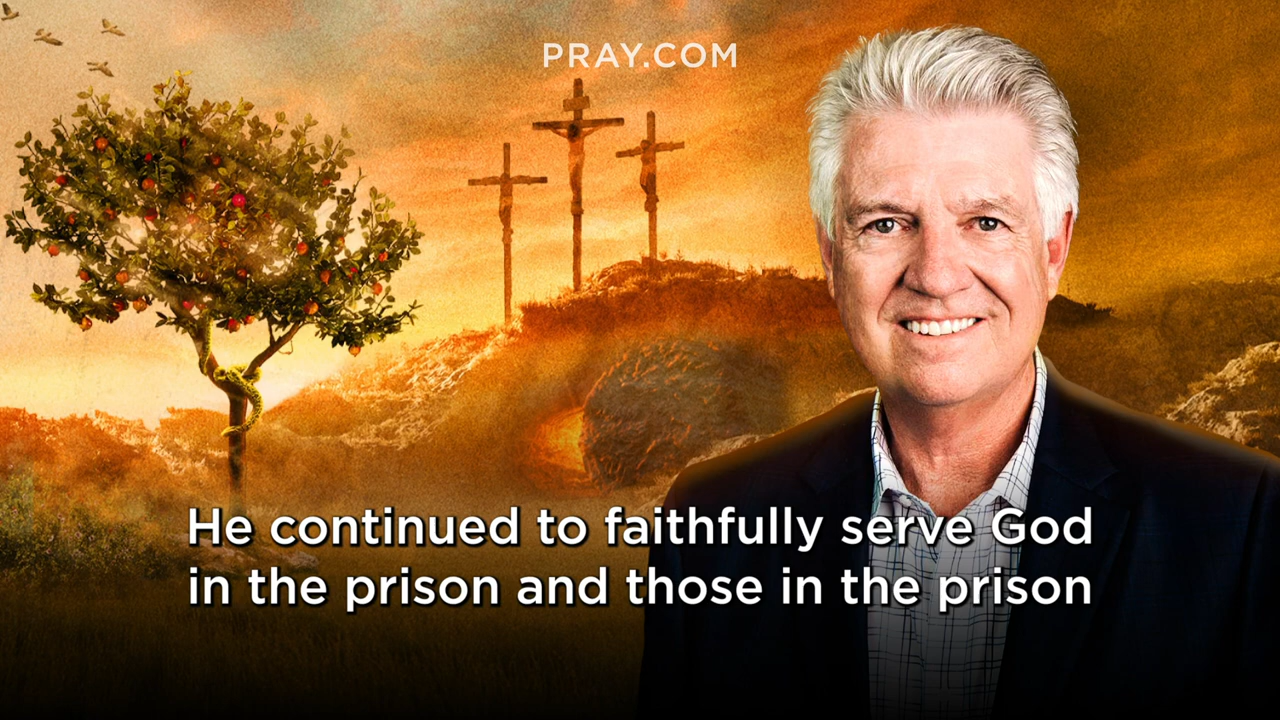 PRAY.COM
He continued to faithfully serve God
in the prison and those in the prison